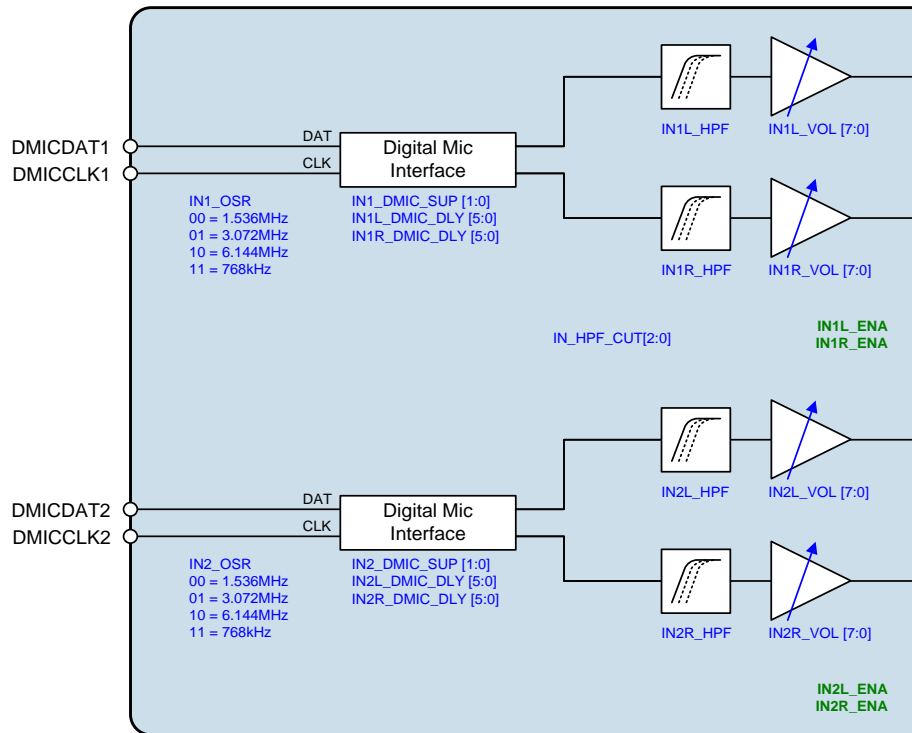 DMICDAT1
DMICCLK1
DAT
CLK
Digital Mic
Interface
IN1_OSR
00 = 1.536MHz
01 = 3.072MHz
10 = 6.144MHz
11 = 768kHz
IN1_DMIC_SUP [1:0]
IN1L_DMIC_DLY [5:0]
IN1R_DMIC_DLY [5:0]
IN1L_HPF
IN1L_VOL [7:0]
IN1R_HPF
IN1R_VOL [7:0]
IN_HPF_CUT[2:0]
IN1L_ENA
IN1R_ENA
DMICDAT2
DMICCLK2
DAT
CLK
Digital Mic
Interface
IN2_OSR
00 = 1.536MHz
01 = 3.072MHz
10 = 6.144MHz
11 = 768kHz
IN2_DMIC_SUP [1:0]
IN2L_DMIC_DLY [5:0]
IN2R_DMIC_DLY [5:0]
IN2L_HPF
IN2L_VOL [7:0]
IN2R_HPF
IN2R_VOL [7:0]
IN2L_ENA
IN2R_ENA